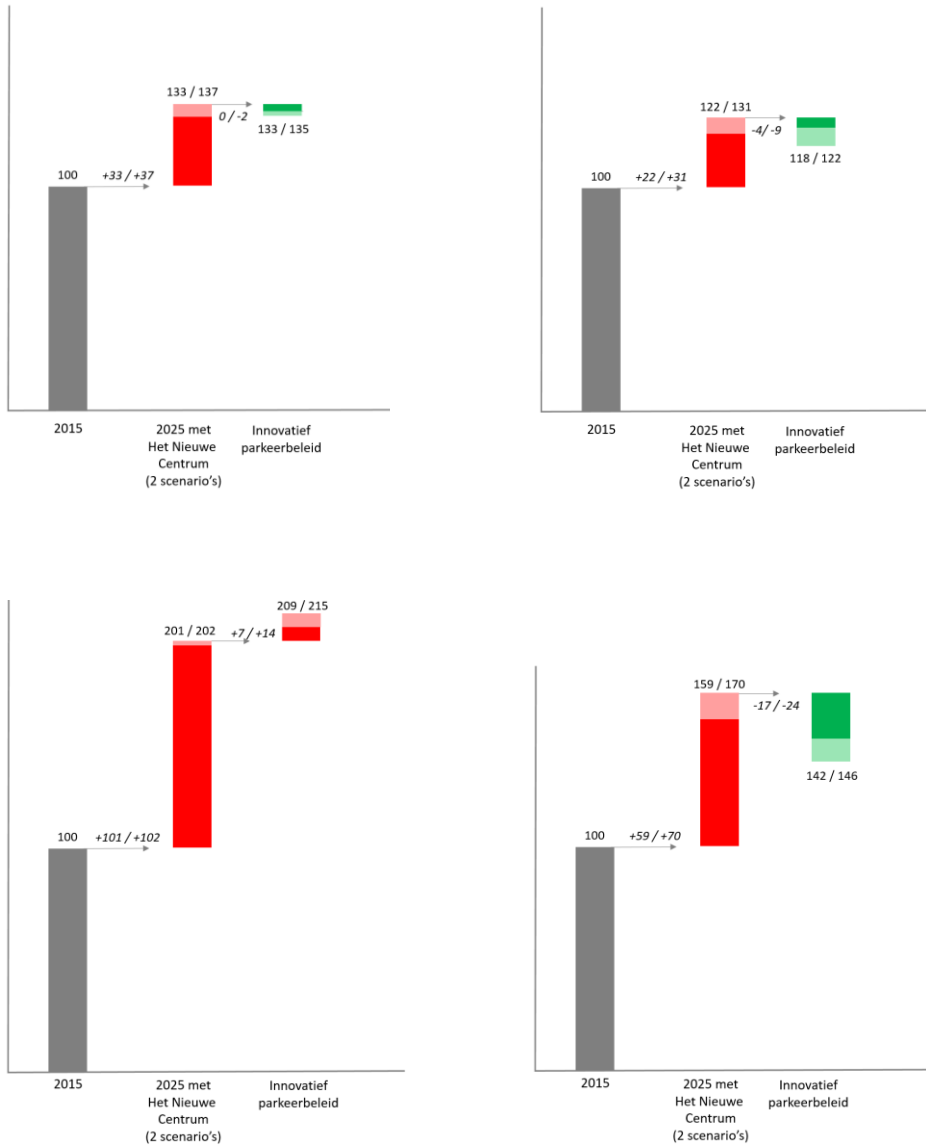 133 / 137
0 / -2
133 / 135
100
+33 / +37
2015
2025 met
Het Nieuwe
Centrum
(2 scenario's)
Innovatief
parkeerbeleid
122 / 131
-4/ -9
118 / 122
100
+22 / +31
2015
2025 met
Het Nieuwe
Centrum
(2 scenario's)
Innovatief
parkeerbeleid
209 / 215
201 / 202
+7 / +14
100
+101 / +102
2015
2025 met
Het Nieuwe
Centrum
(2 scenario's)
Innovatief
parkeerbeleid
159 / 170
-17 / -24
142 / 146
100
+59 / +70
2015
2025 met
Het Nieuwe
Centrum
(2 scenario's)
Innovatief
parkeerbeleid